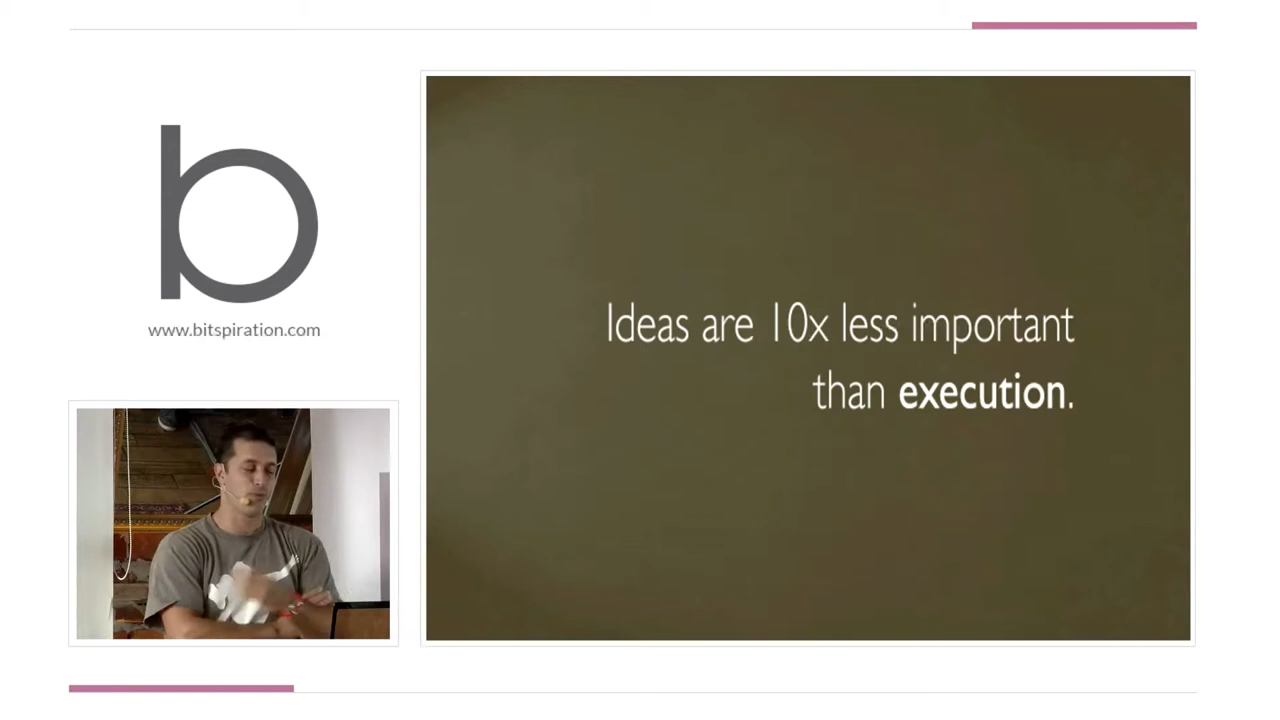 b
www.bitspiration.com
Ideas are 10x less important
than execution.